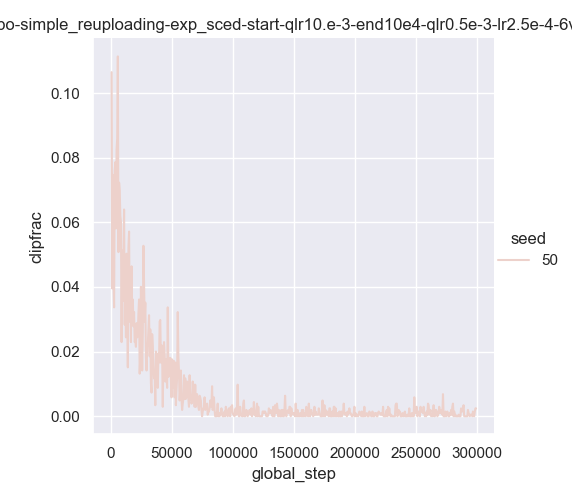 oo-simple_reuploading-exp_sced-start-qlr10.e-3-end10e4-qlr0.5e-3-lr2.5e-4-6v
0.10
0.08
0.06
0.04
0.02
0.00
clipfrac
0 50000 100000 150000 200000 250000 300000
global_step
seed
50